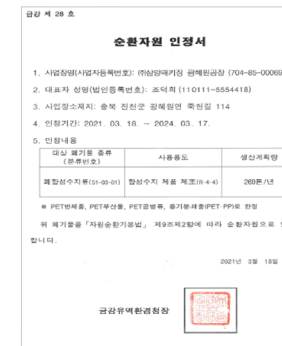 금강 제 28 호
순환자원 인정서
1. 사업장명(사업자등록번호): ㈜삼양패키징 광혜원공장 (704-85-00069
2. 대표자 성명(법인등록번호): 조덕희 (110111-5554418)
3. 사업장소재지: 충북 진천군 광혜원면 죽현길 114
4. 인정기간: 2021. 03. 18. ~ 2024. 03. 17.
5. 인정내용
대상 폐기물 종류 (분류번호) 사용용도 생산계획량
폐합성수지류(51-03-01) 합성수지 제품 제조(R-4-4) 269톤/년
※ PET반제품, PET부산물, PET공병류, 용기분쇄품(PET·PP)로 한정
위 폐기물을 「자원순환기본법」 제9조제2항에 따라 순환자원으로
합니다.
2021년 3월 18일
금강유역환경청장